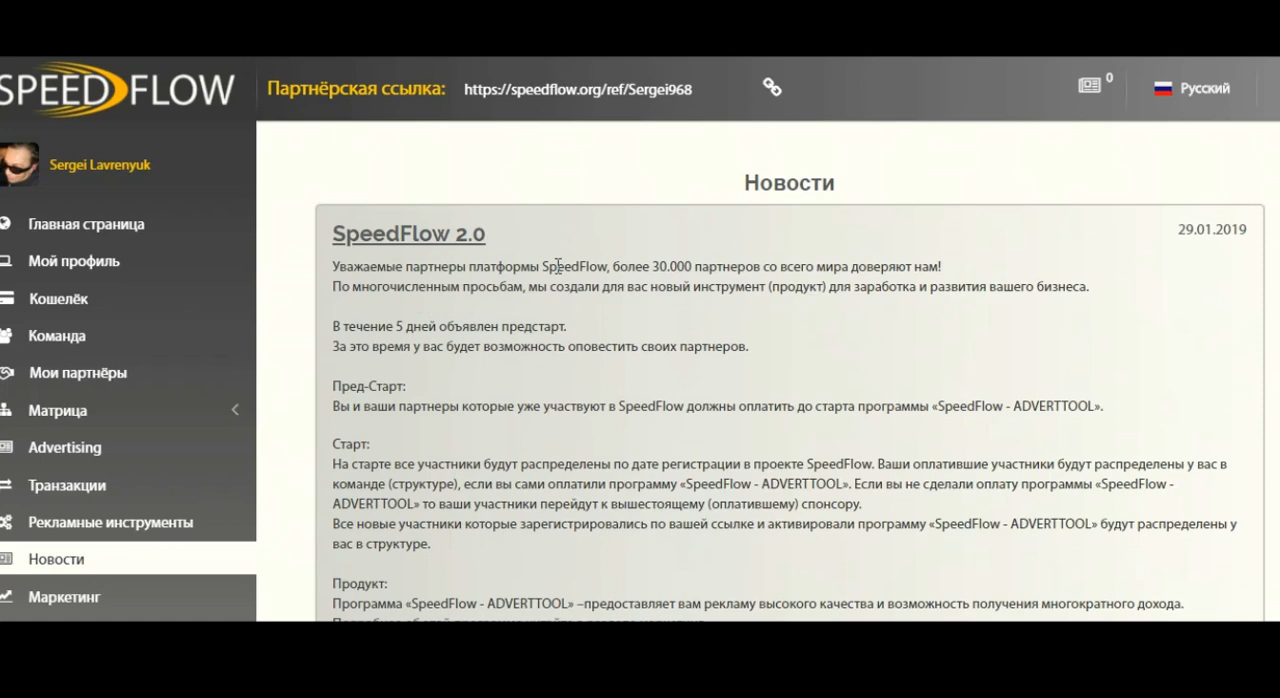 SPEEDFLOW
Партнёрская ссылка: https://speedflow.org/ref/Sergei968
0
Русский
Sergei Lavrenyuk
Главная страница
Мой профиль
Кошелёк
Команда
Мои партнёры
Матрица
Advertising
Транзакции
Рекламные инструменты
Новости
Маркетинг
Новости
SpeedFlow 2.0
29.01.2019
Уважаемые партнеры платформы SpeedFlow, более 30.000 партнеров со всего мира доверяют нам!
По многочисленным просьбам, мы создали для вас новый инструмент (продукт) для заработка и развития вашего бизнеса.
В течение 5 дней объявлен предстарт.
За это время у вас будет возможность оповестить своих партнеров.
Пред-Старт:
Вы и ваши партнеры которые уже участвуют в SpeedFlow должны оплатить до старта программы «SpeedFlow - ADVERTTOOL».
Старт:
На старте все участники будут распределены по дате регистрации в проекте SpeedFlow. Ваши оплатившие участники будут распределены у вас в
команде (структуре), если вы сами оплатили программу «SpeedFlow - ADVERTTOOL». Если вы не сделали оплату программы «SpeedFlow -
ADVERTTOOL» то ваши участники перейдут к вышестоящему (оплатившему) спонсору.
Все новые участники которые зарегистрировались по вашей ссылке и активировали программу «SpeedFlow - ADVERTTOOL» будут распределены у
вас в структуре.
Продукт:
Программа «SpeedFlow - ADVERTTOOL» –предоставляет вам рекламу высокого качества и возможность получения многократного дохода.